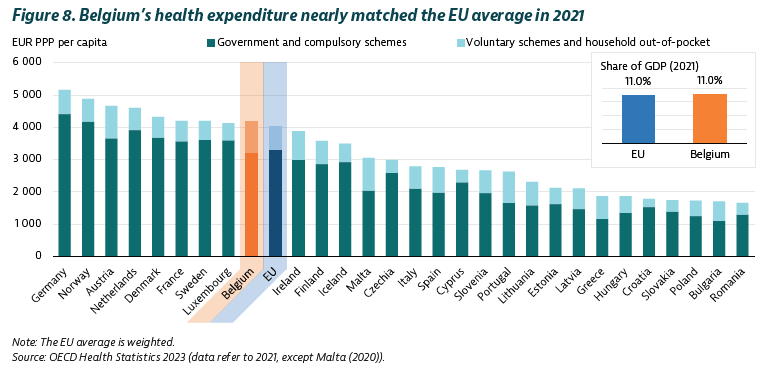 Figure 8. Belgium’s health expenditure nearly matched the EU average in 2021
EUR PPP per capita
Government and compulsory schemes
Voluntary schemes and household out-of-pocket
6 000
5 000
4 000
3 000
2 000
1 000
0
Share of GDP (2021)
11.0%
11.0%
EU
Belgium
Germany
Norway
Austria
Netherlands
Denmark
France
Sweden
Luxembourg
Belgium
EU
Ireland
Finland
Iceland
Malta
Czechia
Italy
Spain
Cyprus
Slovenia
Portugal
Lithuania
Estonia
Latvia
Greece
Hungary
Croatia
Slovakia
Poland
Bulgaria
Romania
Note: The EU average is weighted.
Source: OECD Health Statistics 2023 (data refer to 2021, except Malta (2020)).